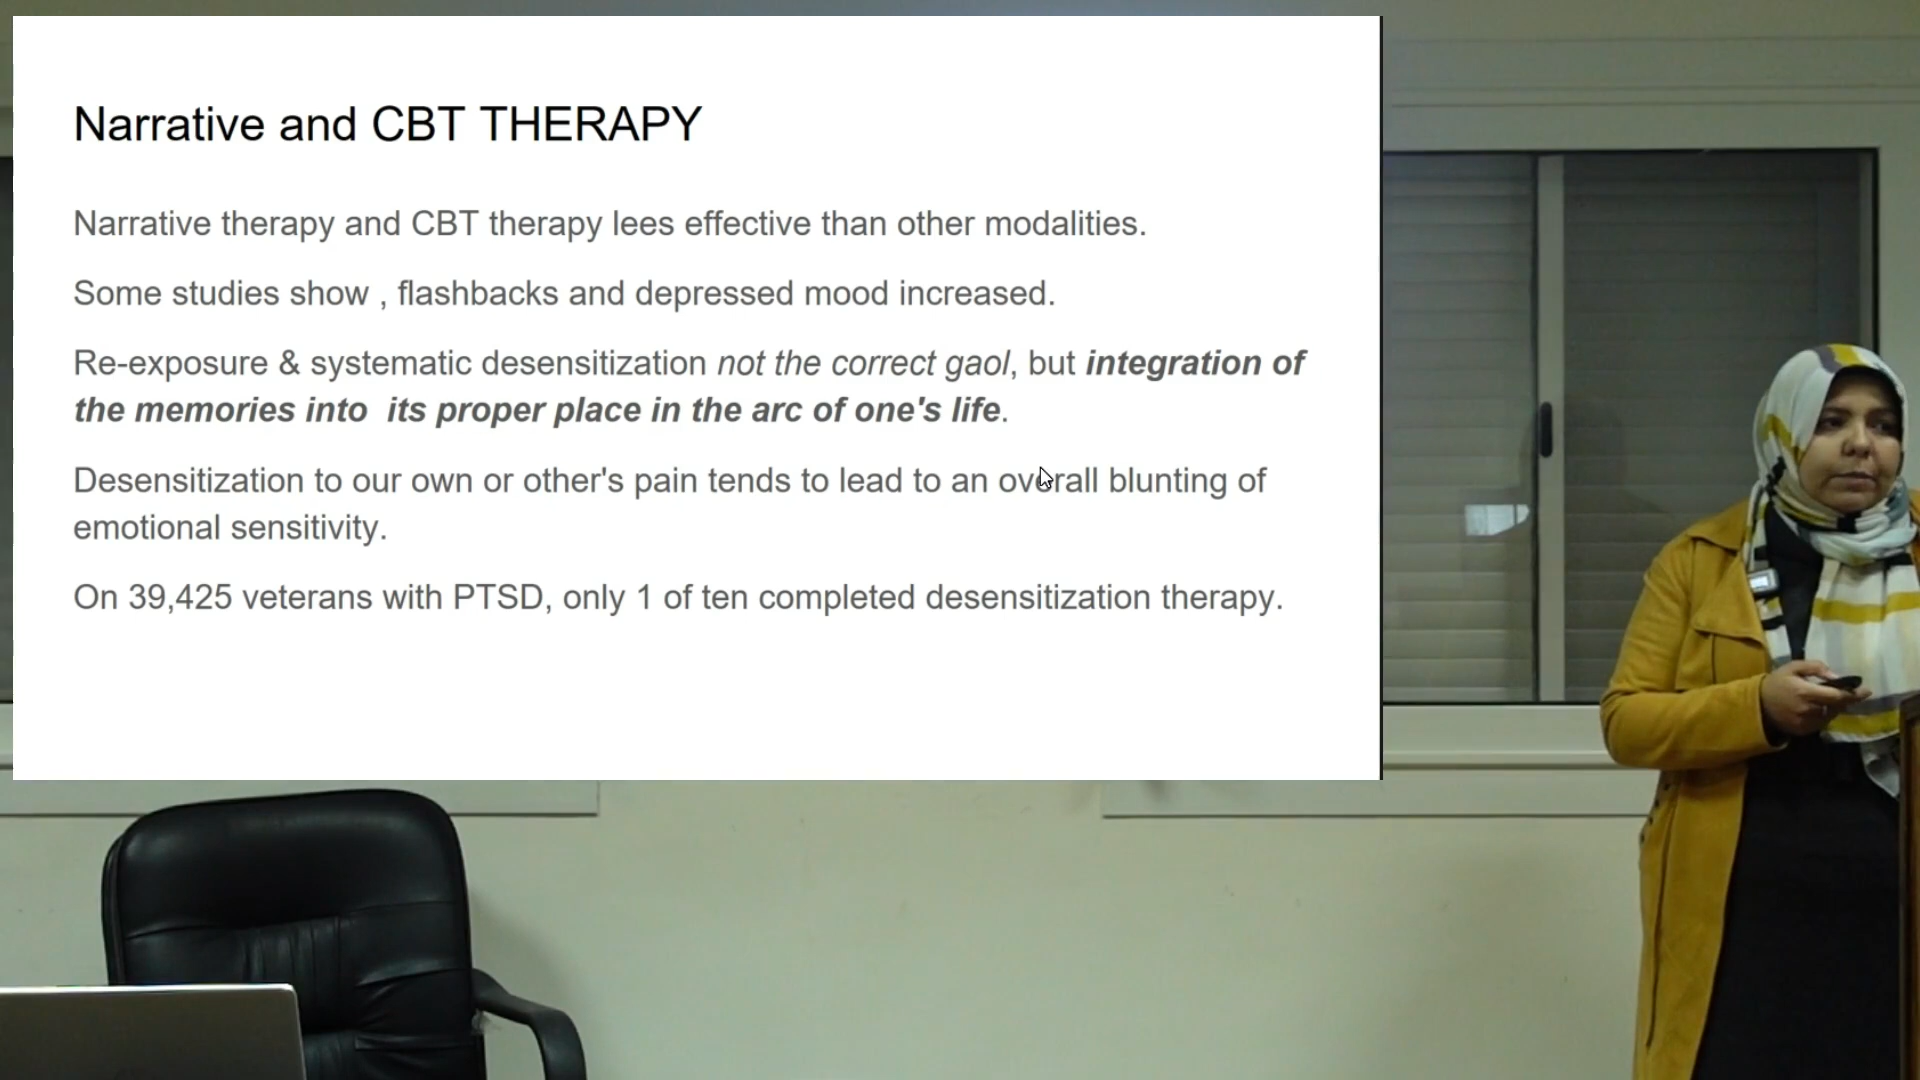 Narrative and CBT THERAPY
Narrative therapy and CBT therapy lees effective than other modalities.
Some studies show , flashbacks and depressed mood increased.
Re-exposure & systematic desensitization not the correct gaol, but integration of
the memories into its proper place in the arc of one's life.
Desensitization to our own or other's pain tends to lead to an overall blunting of
emotional sensitivity.
On 39,425 veterans with PTSD, only 1 of ten completed desensitization therapy.